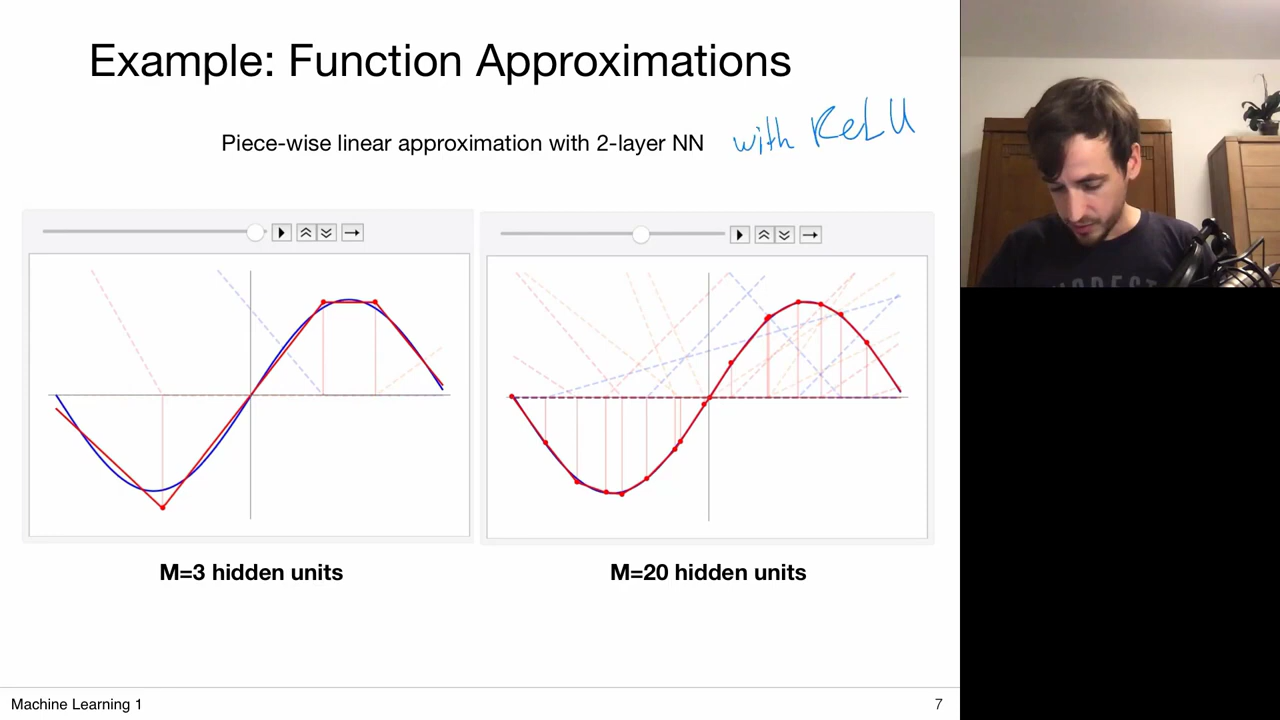 Example: Function Approximations
Piece-wise linear approximation with 2-layer NN with ReLU
M=3 hidden units
M=20 hidden units
Machine Learning 1
7